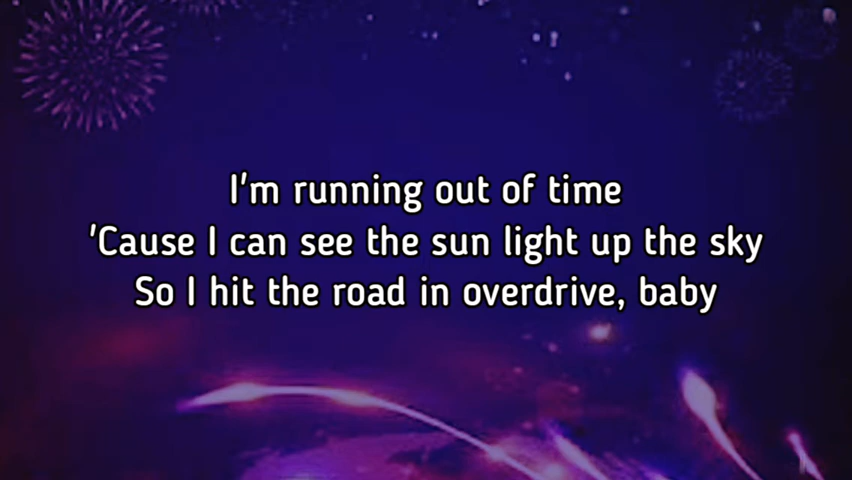 I'm running out of time
'Cause I can see the sun light up the sky
So I hit the road in overdrive, baby